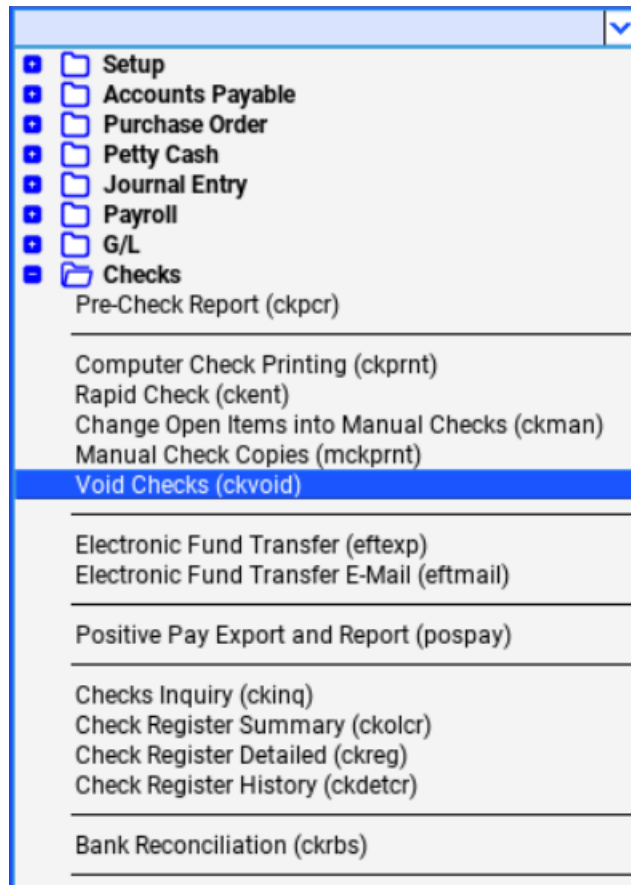 Setup
Accounts Payable
Purchase Order
Petty Cash
Journal Entry
Payroll
G/L
Checks
Pre-Check Report (ckpcr)
Computer Check Printing (ckprnt)
Rapid Check (ckent)
Change Open Items into Manual Checks (ckman)
Manual Check Copies (mckprnt)
Void Checks (ckvoid)
Electronic Fund Transfer (eftexp)
Electronic Fund Transfer E-Mail (eftmail)
Positive Pay Export and Report (pospay)
Checks Inquiry (ckinq)
Check Register Summary (ckolcr)
Check Register Detailed (ckreg)
Check Register History (ckdetcr)
Bank Reconciliation (ckrbs)